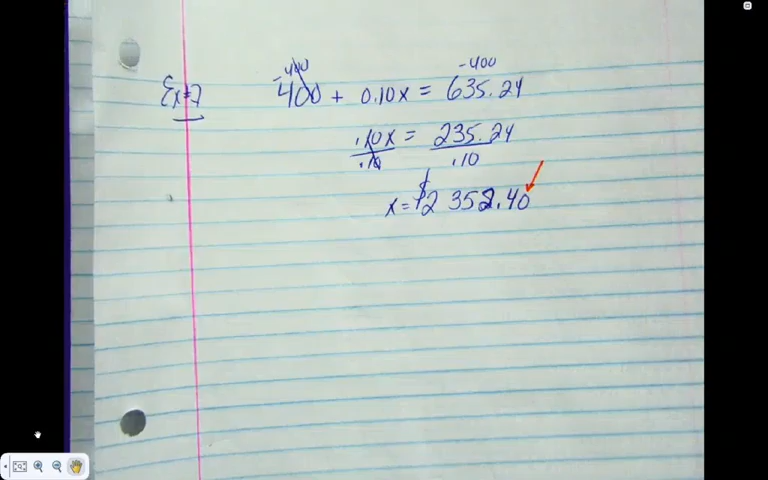 -400 -400
Ex=7 400 + 0.10x = 635.24
.10x = 235.24
.10 .10
x = $2 352.40